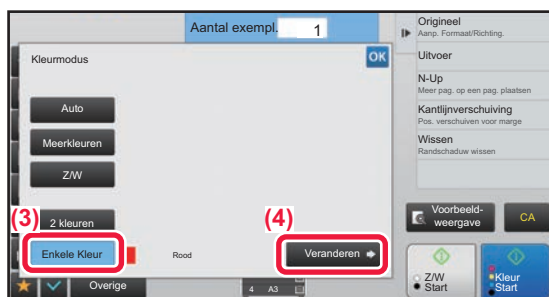 Aantal exempl. 1
Kleurmodus
OK
Auto
Meerkleuren
Z/W
(3)
2 kleuren
Enkele Kleur
Rood
(4)
Veranderen
Overige
4 A3
Origineel
Aanp. Formaat/Richting.
Uitvoer
N-Up
Meer pag. op een pag. plaatsen
Kantlijnverschuiving
Pos. verschuiven voor marge
Wissen
Randschaduw wissen
Voorbeeld-
weergave
CA
Z/W
Start
Kleur
Start